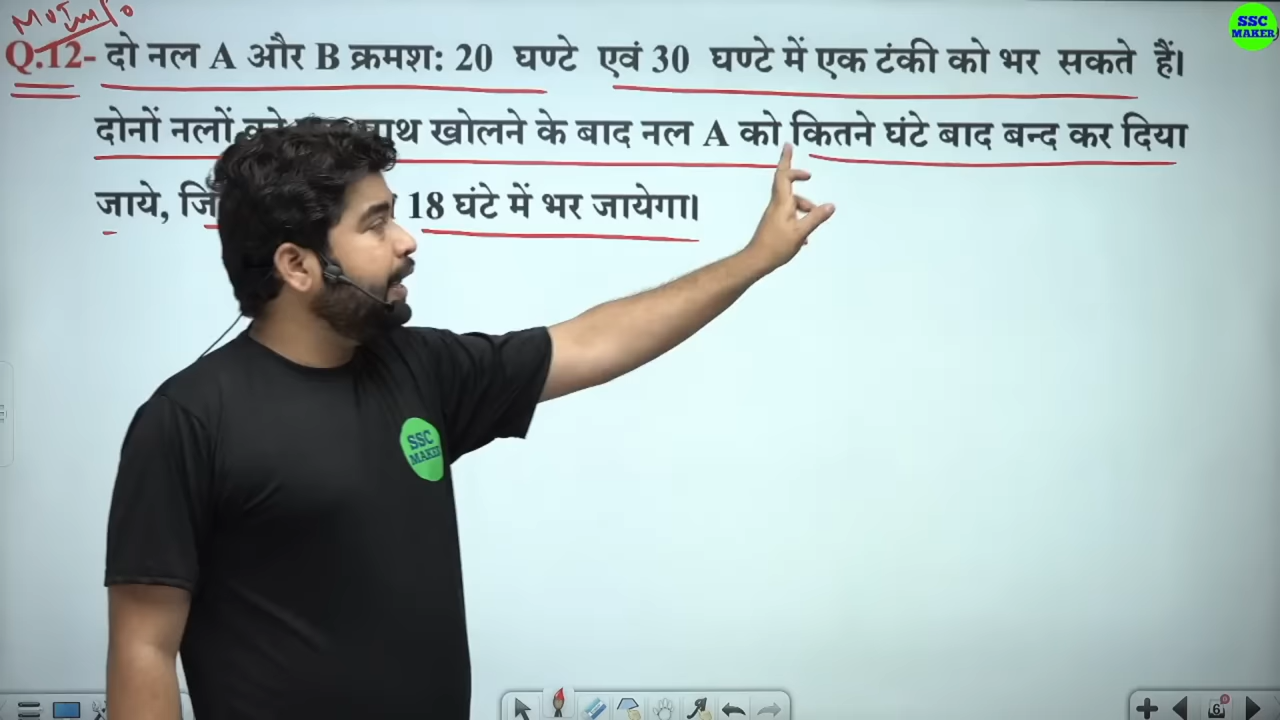 SSC
MAKER
Q.12- दो नल A और B क्रमश: 20 घण्टे एवं 30 घण्टे में एक टंकी को भर सकते हैं।
दोनों नलों खोलने के बाद नल A को कितने घंटे बाद बन्द कर दिया
जाये, 18 घंटे में भर जायेगा।
SSC
MAKER
6